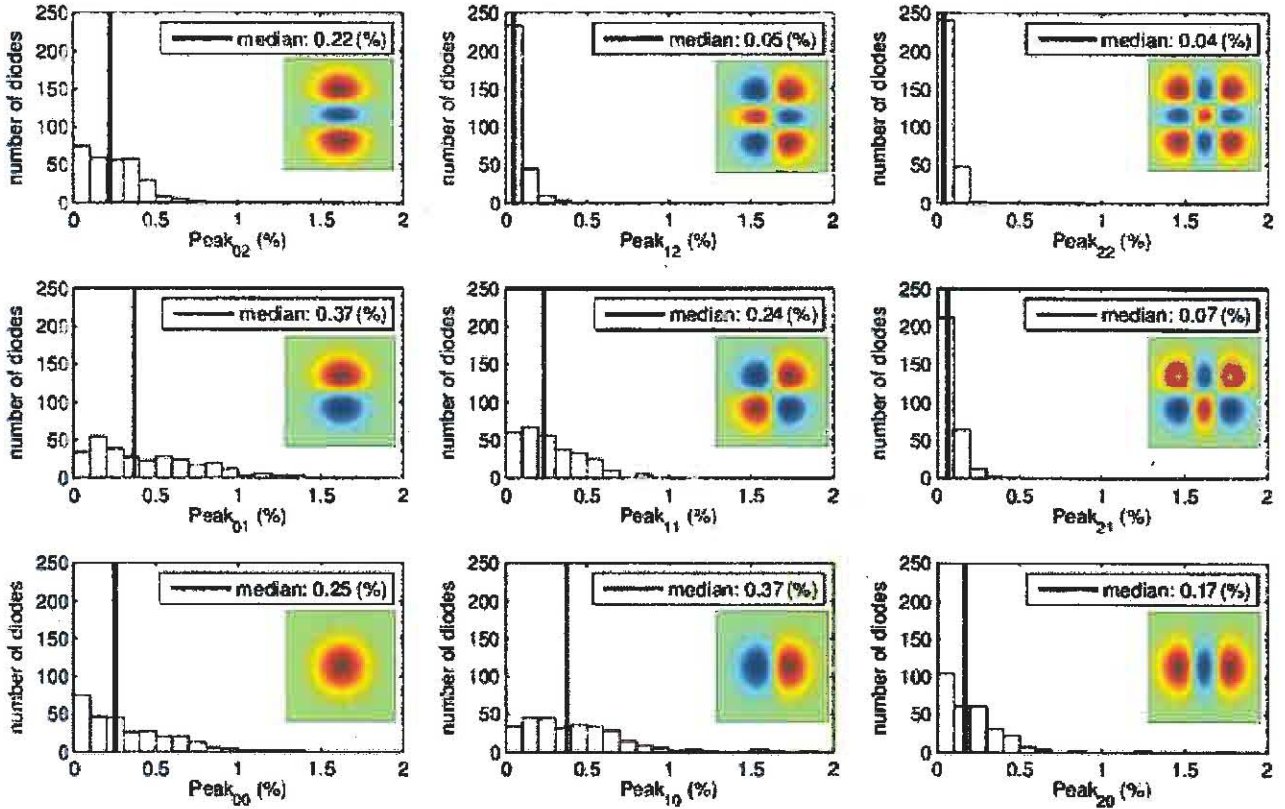 number of diodes
250
200
150
100
50
0
median: 0.22 (%)
0 0.5 1 1.5 2
Peak02 (%)
number of diodes
250
200
150
100
50
0
median: 0.05 (%)
0 0.5 1 1.5 2
Peak12 (%)
number of diodes
250
200
150
100
50
0
median: 0.04 (%)
0 0.5 1 1.5 2
Peak22 (%)
number of diodes
250
200
150
100
50
0
median: 0.37 (%)
0 0.5 1 1.5 2
Peak01 (%)
number of diodes
250
200
150
100
50
0
median: 0.24 (%)
0 0.5 1 1.5 2
Peak11 (%)
number of diodes
250
200
150
100
50
0
median: 0.07 (%)
0 0.5 1 1.5 2
Peak21 (%)
number of diodes
250
200
150
100
50
0
median: 0.25 (%)
0 0.5 1 1.5 2
Peak00 (%)
number of diodes
250
200
150
100
50
0
median: 0.37 (%)
0 0.5 1 1.5 2
Peak10 (%)
number of diodes
250
200
150
100
50
0
median: 0.17 (%)
0 0.5 1 1.5 2
Peak20 (%)